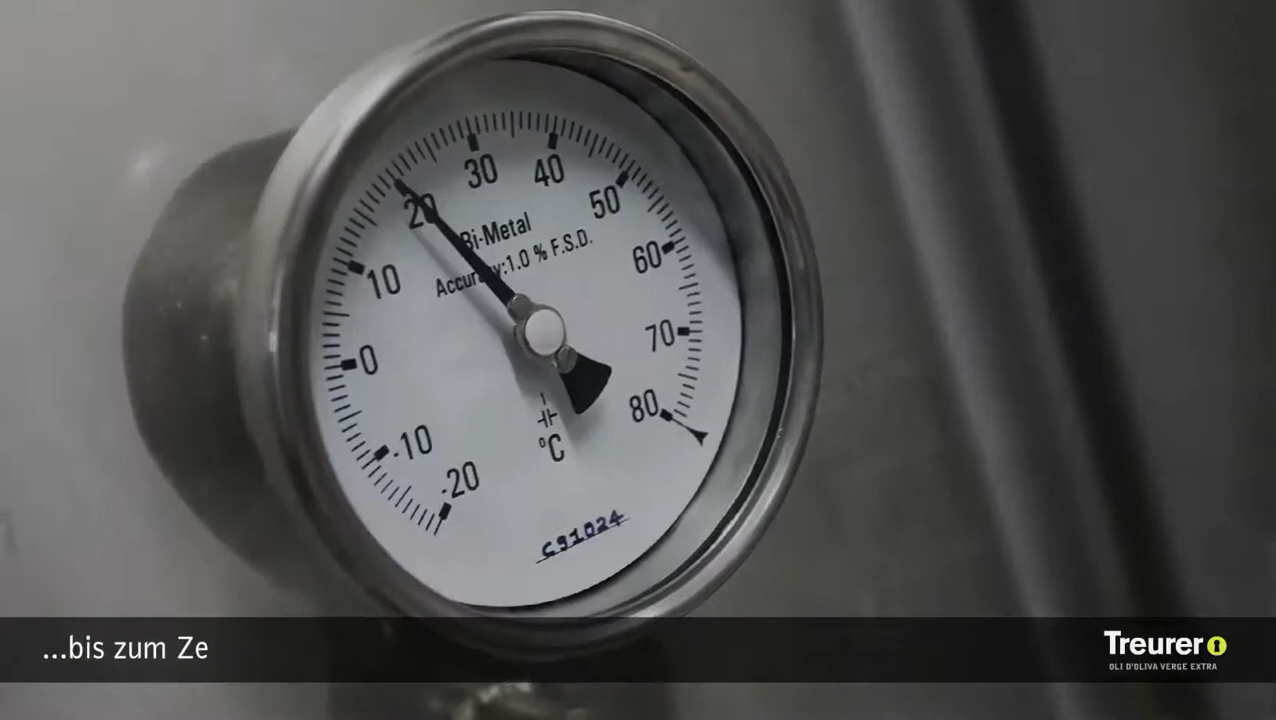 30
40
20
50
Bi-Metal
60
Accuracy:1.0 % F.S.D.
10
70
0
80
-10
°C
-20
C91024
...bis zum Ze
Treurer
OLI D'OLIVA VERGE EXTRA